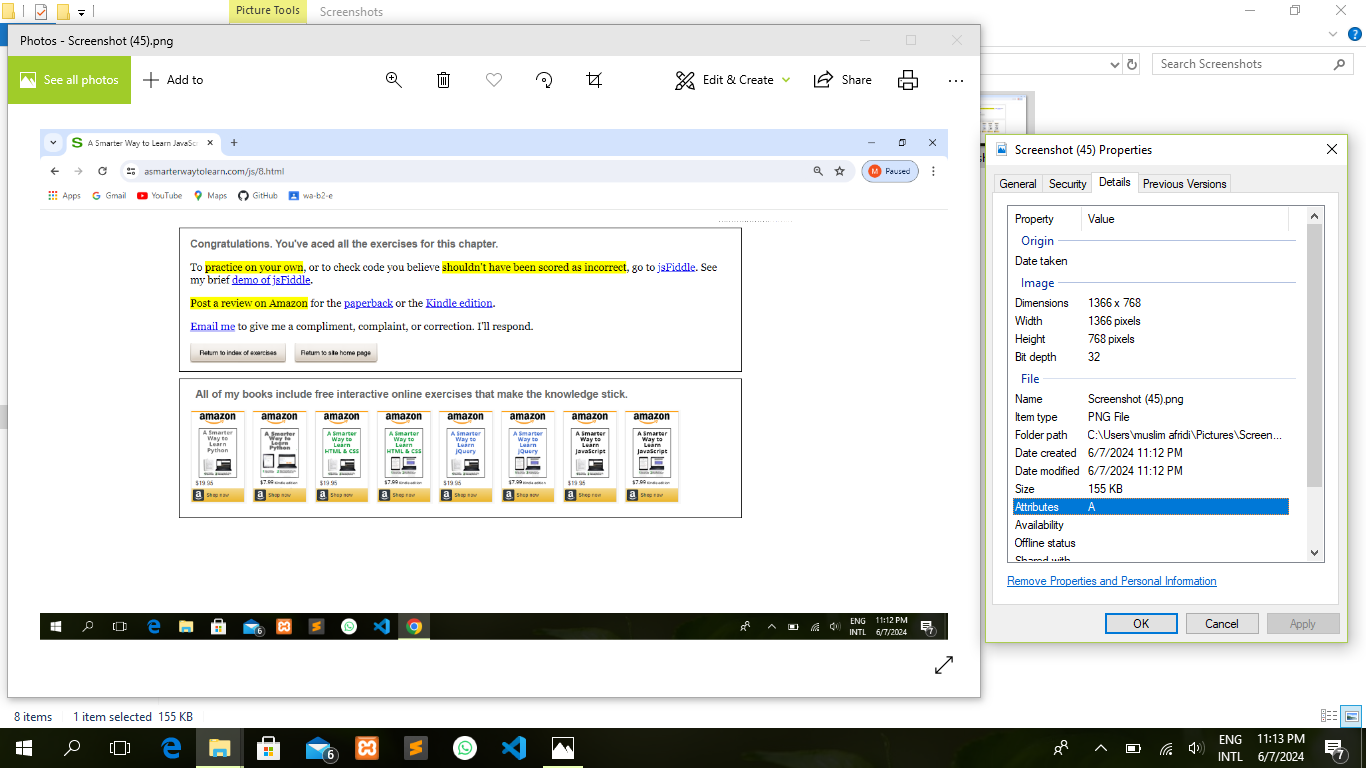 Picture Tools
Screenshots
Photos - Screenshot (45).png
See all photos
Add to
Edit & Create
Share
Search Screenshots
A Smarter Way to Learn JavaSc
asmarterwaytolearn.com/js/8.html
M Paused
Apps
Gmail
YouTube
Maps
GitHub
wa-b2-e
Congratulations. You've aced all the exercises for this chapter.
To practice on your own, or to check code you believe shouldn't have been scored as incorrect, go to jsFiddle. See
my brief demo of jsFiddle.
Post a review on Amazon for the paperback or the Kindle edition.
Email me to give me a compliment, complaint, or correction. I'll respond.
Return to index of exercises
Return to site home page
All of my books include free interactive online exercises that make the knowledge stick.
amazon amazon amazon amazon amazon amazon amazon amazon
A Smarter Way to Learn Python
$19.95
Shop now
A Smarter Way to Learn Python
$7.99 Kindle edition
Shop now
A Smarter Way to Learn HTML & CSS
$19.95
Shop now
A Smarter Way to Learn HTML & CSS
$7.99 Kindle edition
Shop now
A Smarter Way to Learn jQuery
$19.95
Shop now
A Smarter Way to Learn jQuery
$7.99 Kindle edition
Shop now
A Smarter Way to Learn JavaScript
$19.95
Shop now
A Smarter Way to Learn JavaScript
$7.99 Kindle edition
Shop now
6
ENG
INTL
11:12 PM
6/7/2024
7
Screenshot (45) Properties
General
Security
Details
Previous Versions
Property Value
Origin
Date taken
Image
Dimensions 1366 x 768
Width 1366 pixels
Height 768 pixels
Bit depth 32
File
Name Screenshot (45).png
Item type PNG File
Folder path C:\Users\muslim afridi\Pictures\Screen...
Date created 6/7/2024 11:12 PM
Date modified 6/7/2024 11:12 PM
Size 155 KB
Attributes A
Availability
Offline status
Shared with
Remove Properties and Personal Information
OK
Cancel
Apply
8 items
1 item selected 155 KB
6
ENG
INTL
11:13 PM
6/7/2024
7